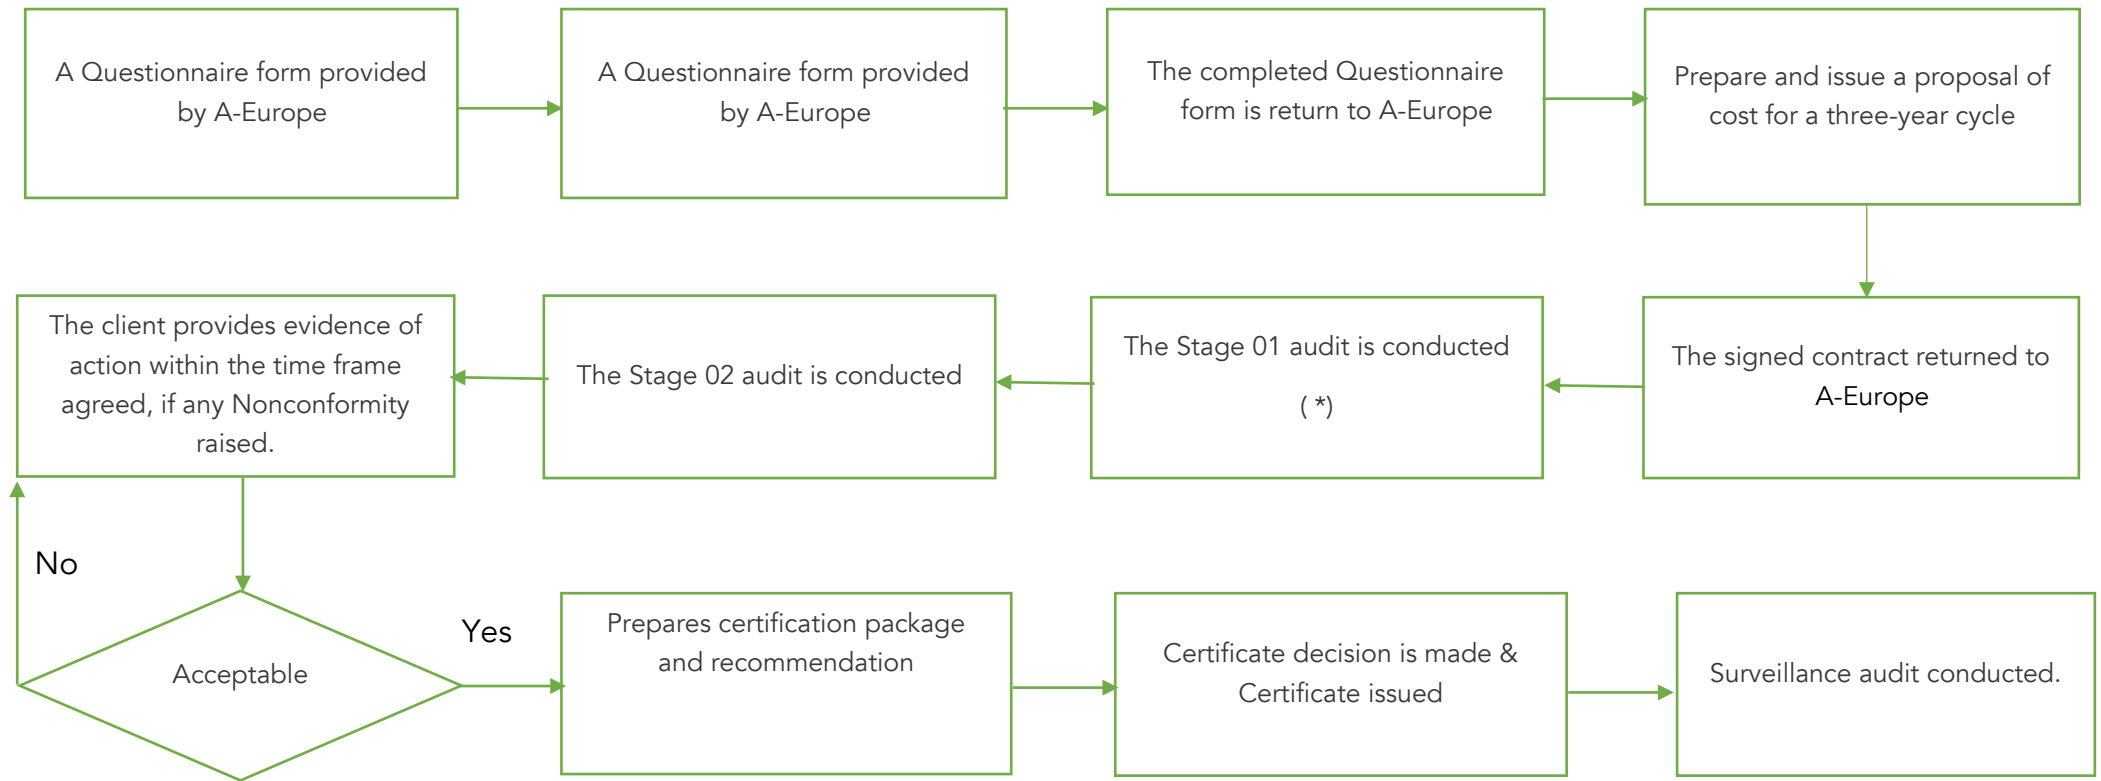 A Questionnaire form provided
by A-Europe
A Questionnaire form provided
by A-Europe
The completed Questionnaire
form is return to A-Europe
Prepare and issue a proposal of
cost for a three-year cycle
The signed contract returned to
A-Europe
The Stage 01 audit is conducted
( *)
The Stage 02 audit is conducted
The client provides evidence of
action within the time frame
agreed, if any Nonconformity
raised.
No
Acceptable
Yes
Prepares certification package
and recommendation
Certificate decision is made &
Certificate issued
Surveillance audit conducted.